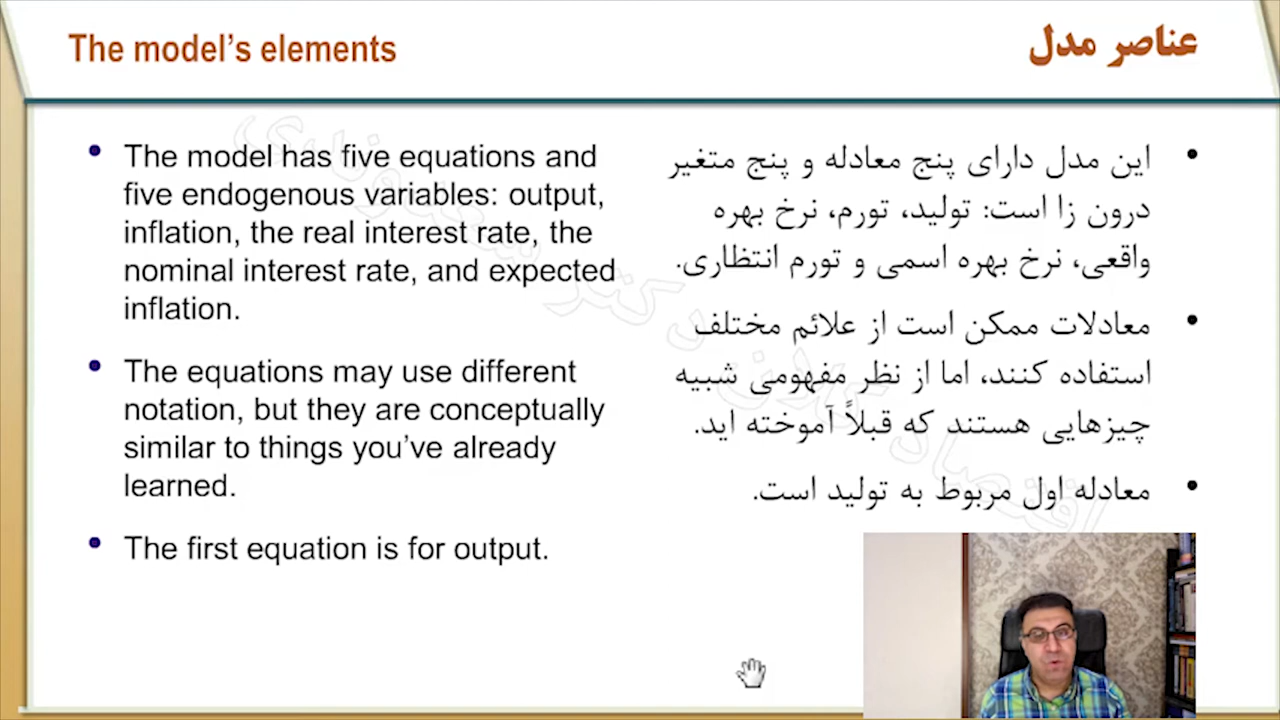 The model's elements
عناصر مدل
• The model has five equations and
five endogenous variables: output,
inflation, the real interest rate, the
nominal interest rate, and expected
inflation.
• The equations may use different
notation, but they are conceptually
similar to things you've already
learned.
• The first equation is for output.
• این مدل دارای پنج معادله و پنج متغیر
درون زا است: تولید، تورم، نرخ بهره
واقعی، نرخ بهره اسمی و تورم انتظاری.
• معادلات ممکن است از علائم مختلف
استفاده کنند، اما از نظر مفهومی شبیه
چیزهایی هستند که قبلاً آموخته اید.
• معادله اول مربوط به تولید است.